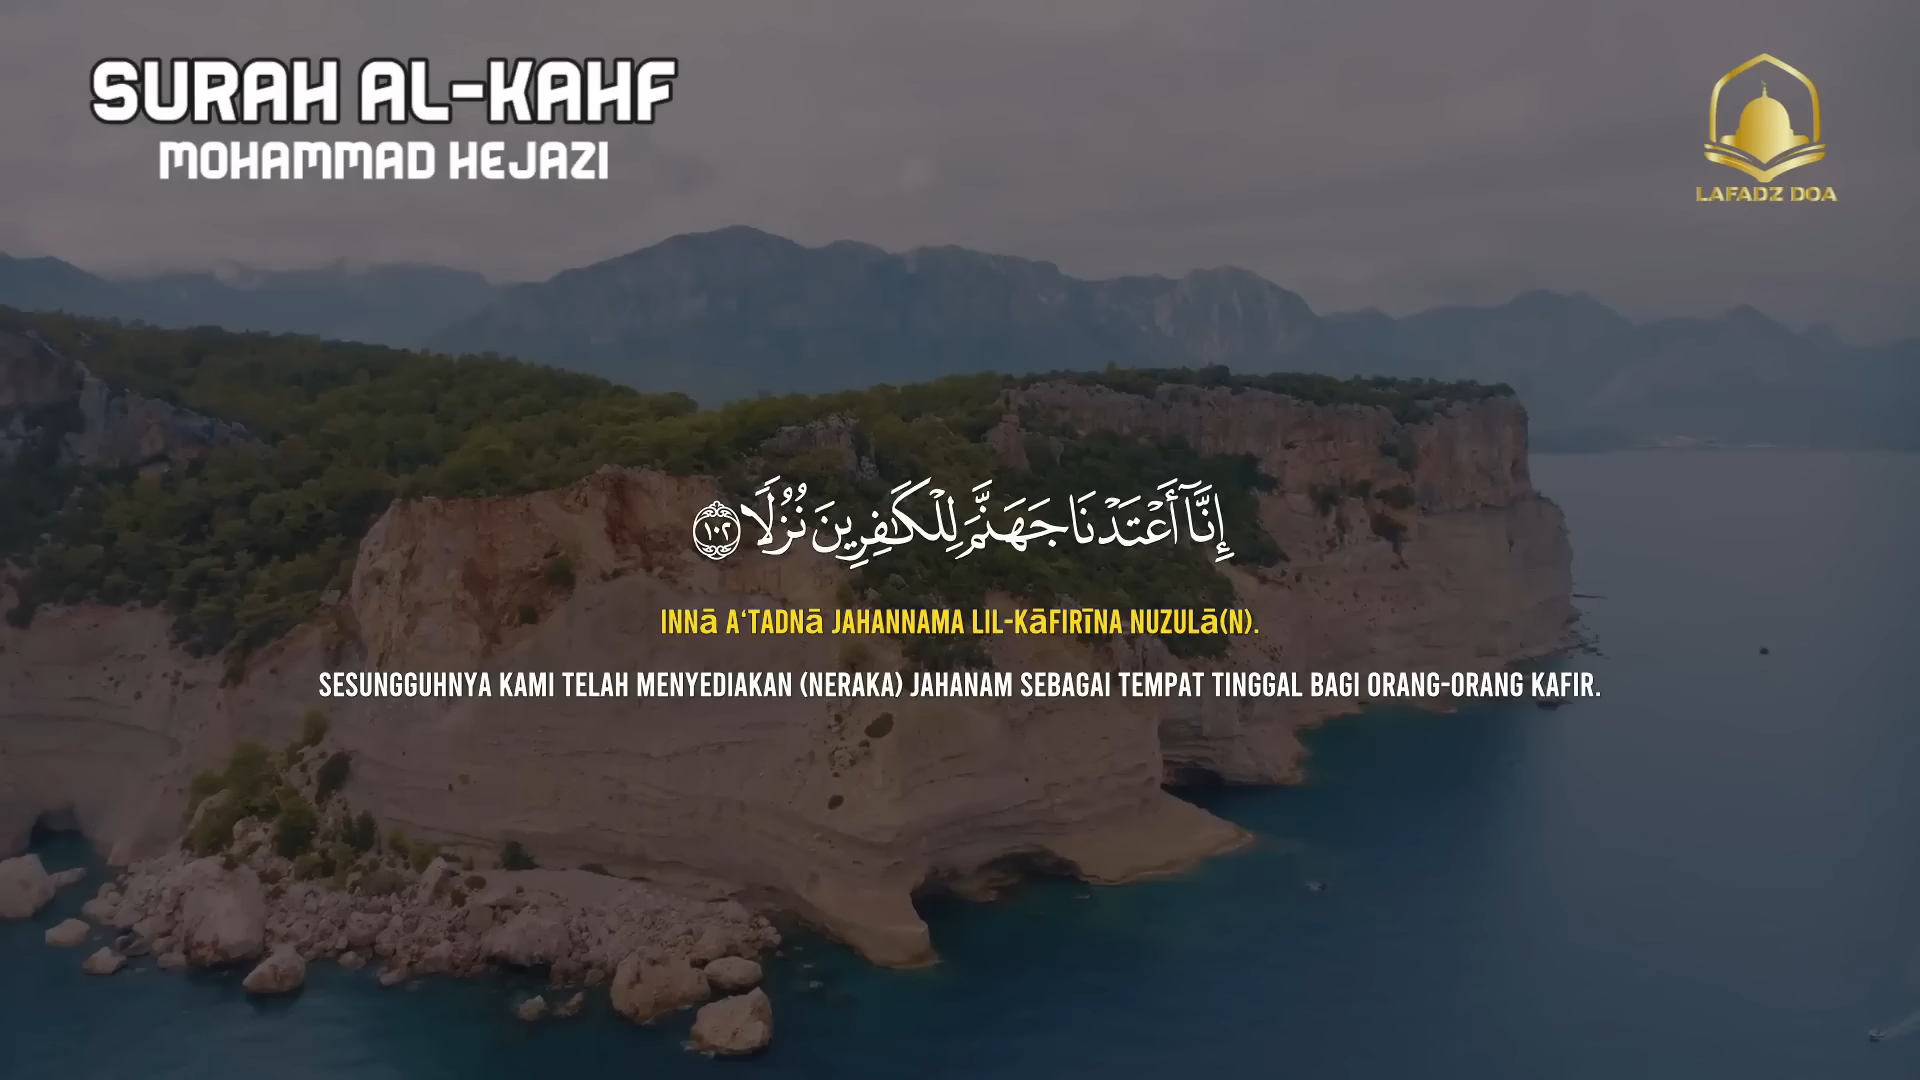 SURAH AL-KAHF
MOHAMMAD HEJAZI
LAFADZ DOA
إِنَّآ أَعْتَدْنَا جَهَنَّمَ لِلْكَٰفِرِينَ نُزُلًا ١٠٢
INNā A‘TADNā JAHANNAMA LIL-KāFIRīNA NUZULā(N).
SESUNGGUHNYA KAMI TELAH MENYEDIAKAN (NERAKA) JAHANAM SEBAGAI TEMPAT TINGGAL BAGI ORANG-ORANG KAFIR.